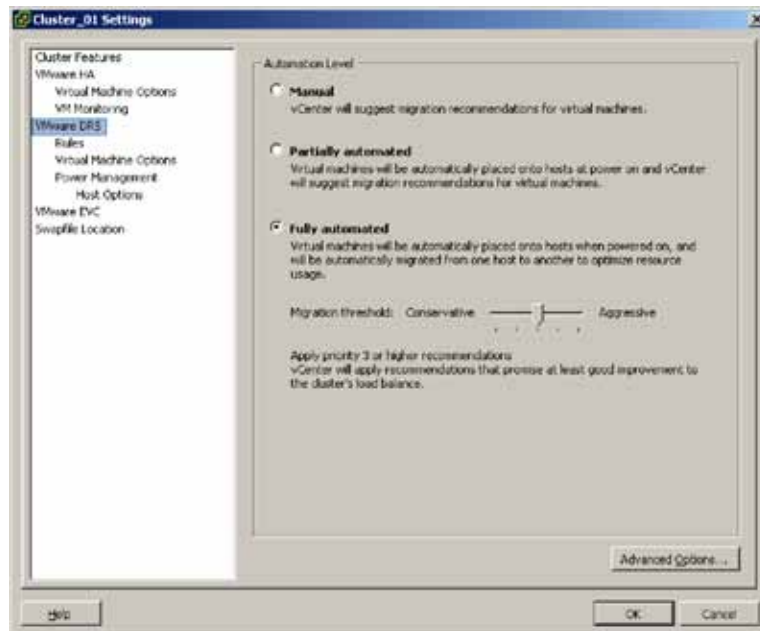 Cluster_01 Settings
Cluster Features
VMware HA
Virtual Machine Options
VM Monitoring
VMware DRS
Rules
Virtual Machine Options
Power Management
Host Options
VMware EVC
Swapfile Location
Automation Level
Manual
vCenter will suggest migration recommendations for virtual machines.
Partially automated
Virtual machines will be automatically placed onto hosts at power on and vCenter
will suggest migration recommendations for virtual machines.
Fully automated
Virtual machines will be automatically placed onto hosts when powered on, and
will be automatically migrated from one host to another to optimize resource
usage.
Migration threshold: Conservative Aggressive
Apply priority 3 or higher recommendations
vCenter will apply recommendations that promise at least good improvement to
the cluster's load balance.
Advanced Options...
Help OK Cancel